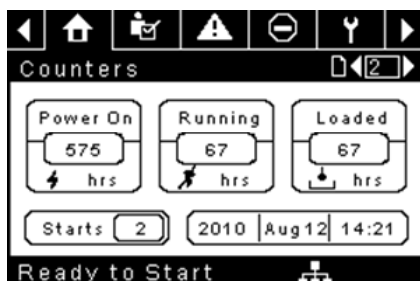 Counters 2
Power On Running Loaded
575 67 67
hrs hrs hrs
Starts 2 2010 Aug12 14:21
Ready to Start